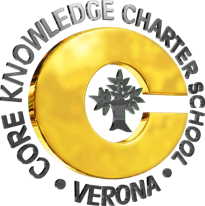 CORE KNOWLEDGE CHARTER SCHOOL
• VERONA •